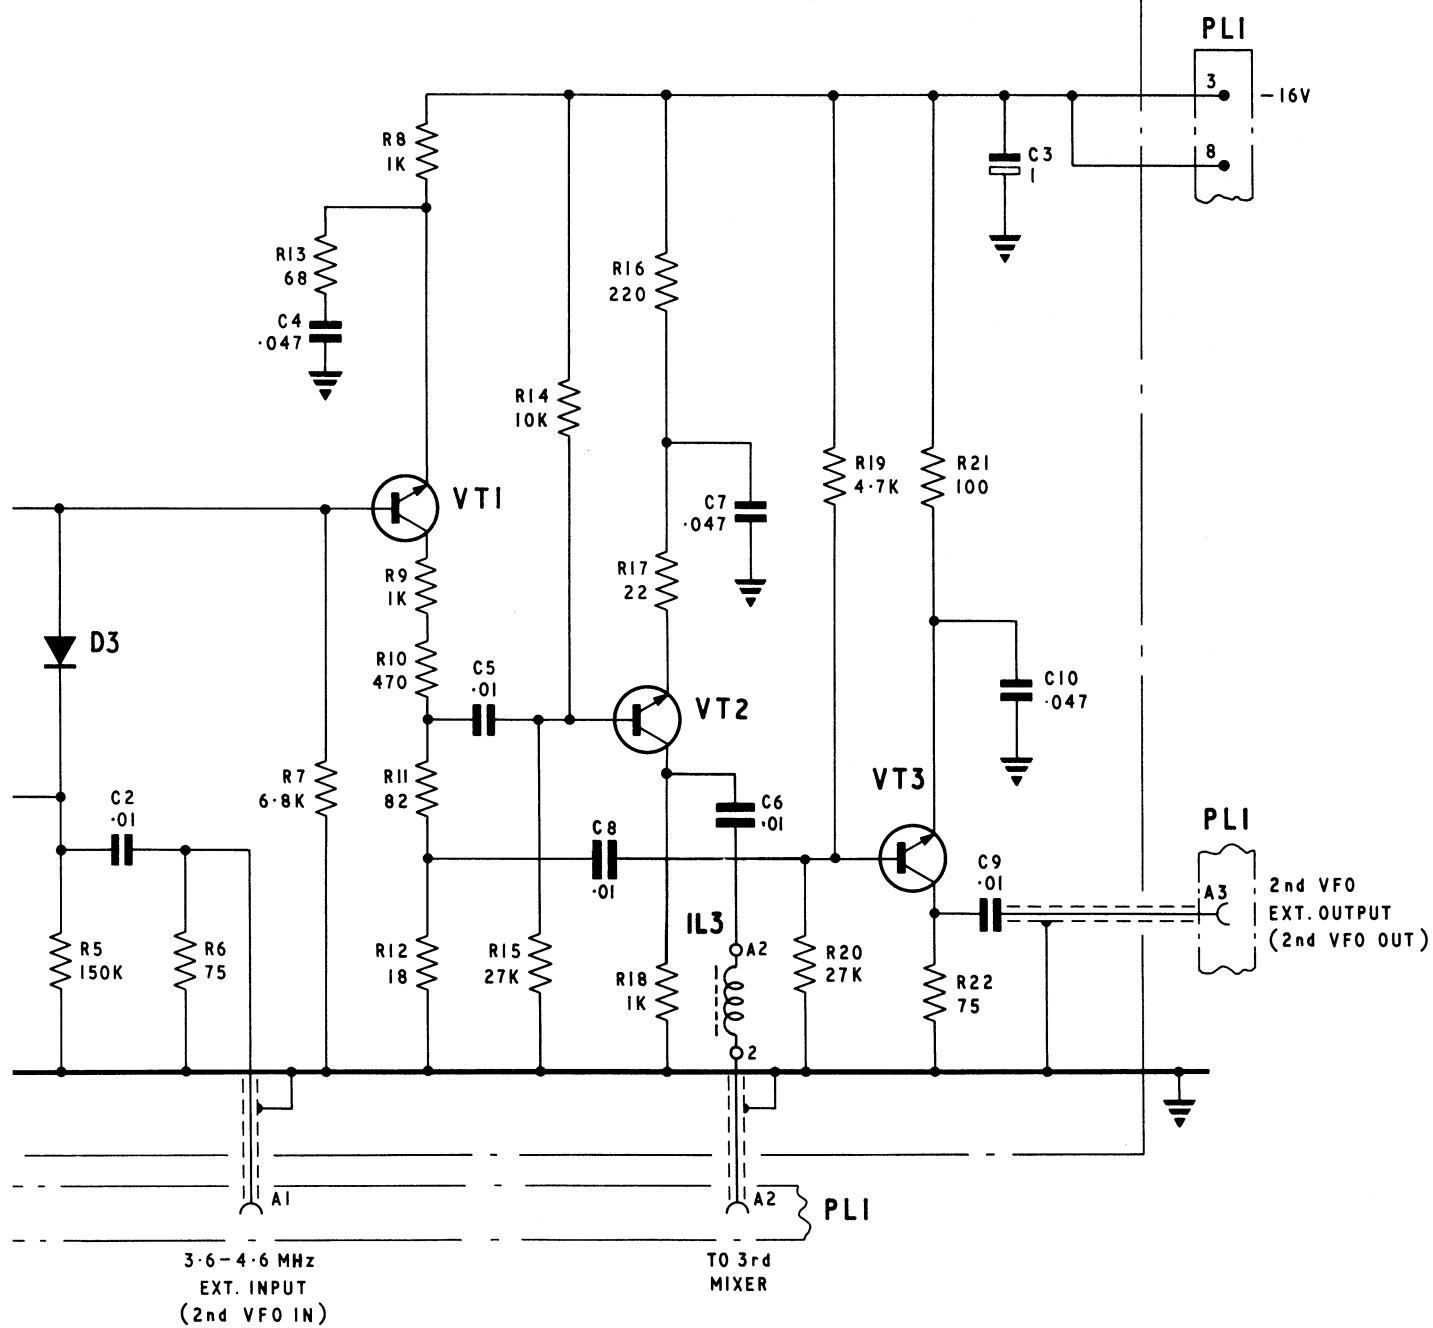 PL1
3
-16V
8
R8
1K
C3
1
R13
68
C4
·047
R16
220
R14
10K
R19
4·7K
R21
100
VT1
C7
·047
R9
1K
R17
22
D3
R10
470
C5
·01
VT2
C10
·047
R7
6·8K
R11
82
VT3
C2
·01
C6
·01
C8
·01
PL1
C9
·01
A3
2nd VFO
EXT. OUTPUT
(2nd VFO OUT)
1L3
A2
R5
150K
R6
75
R12
18
R15
27K
R18
1K
R20
27K
R22
75
2
A1
A2
PL1
3·6-4·6 MHz
EXT. INPUT
(2nd VFO IN)
TO 3rd
MIXER